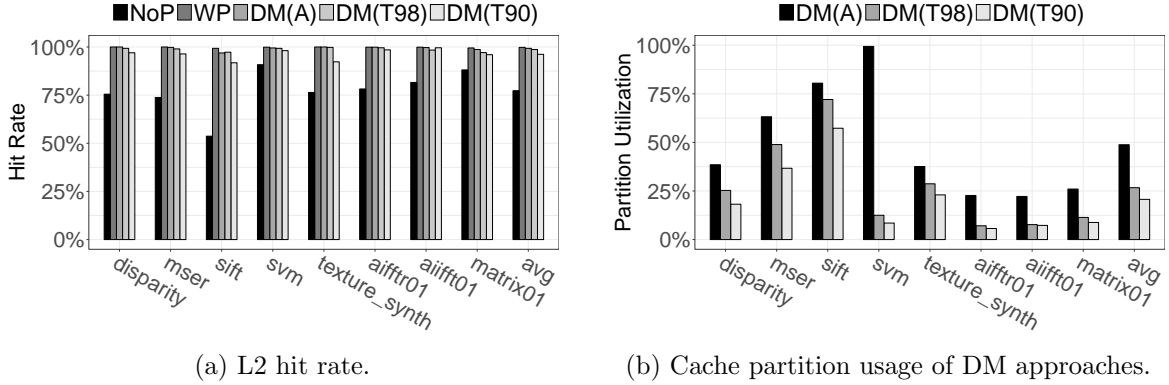 NoP WP DM(A) DM(T98) DM(T90)
Hit Rate
100%
75%
50%
25%
0%
disparity
mser
sift
svm
texture_synth
aifftr01
aiifft01
matrix01
avg
(a) L2 hit rate.
DM(A) DM(T98) DM(T90)
Partition Utilization
100%
75%
50%
25%
0%
disparity
mser
sift
svm
texture_synth
aifftr01
aiifft01
matrix01
avg
(b) Cache partition usage of DM approaches.